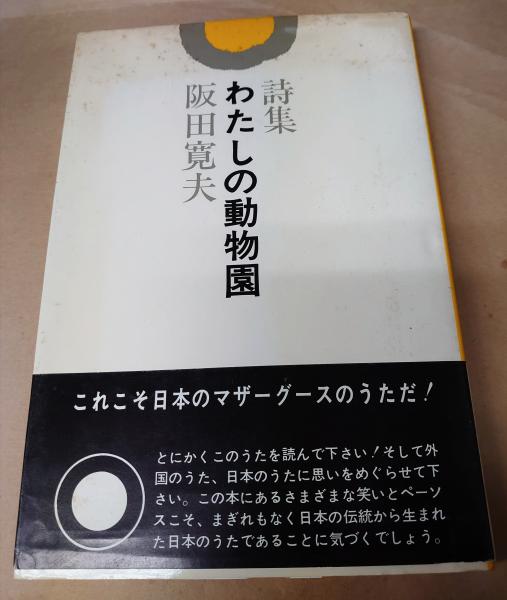 詩集
わたしの動物園
阪田寛夫
これこそ日本のマザーグースのうただ!
とにかくこのうたを読んで下さい!そして外
国のうた、日本のうたに思いをめぐらせて下
さい。この本にあるさまざまな笑いとペーソ
スこそ、まぎれもなく日本の伝統から生まれ
た日本のうたであることに気づくでしょう。